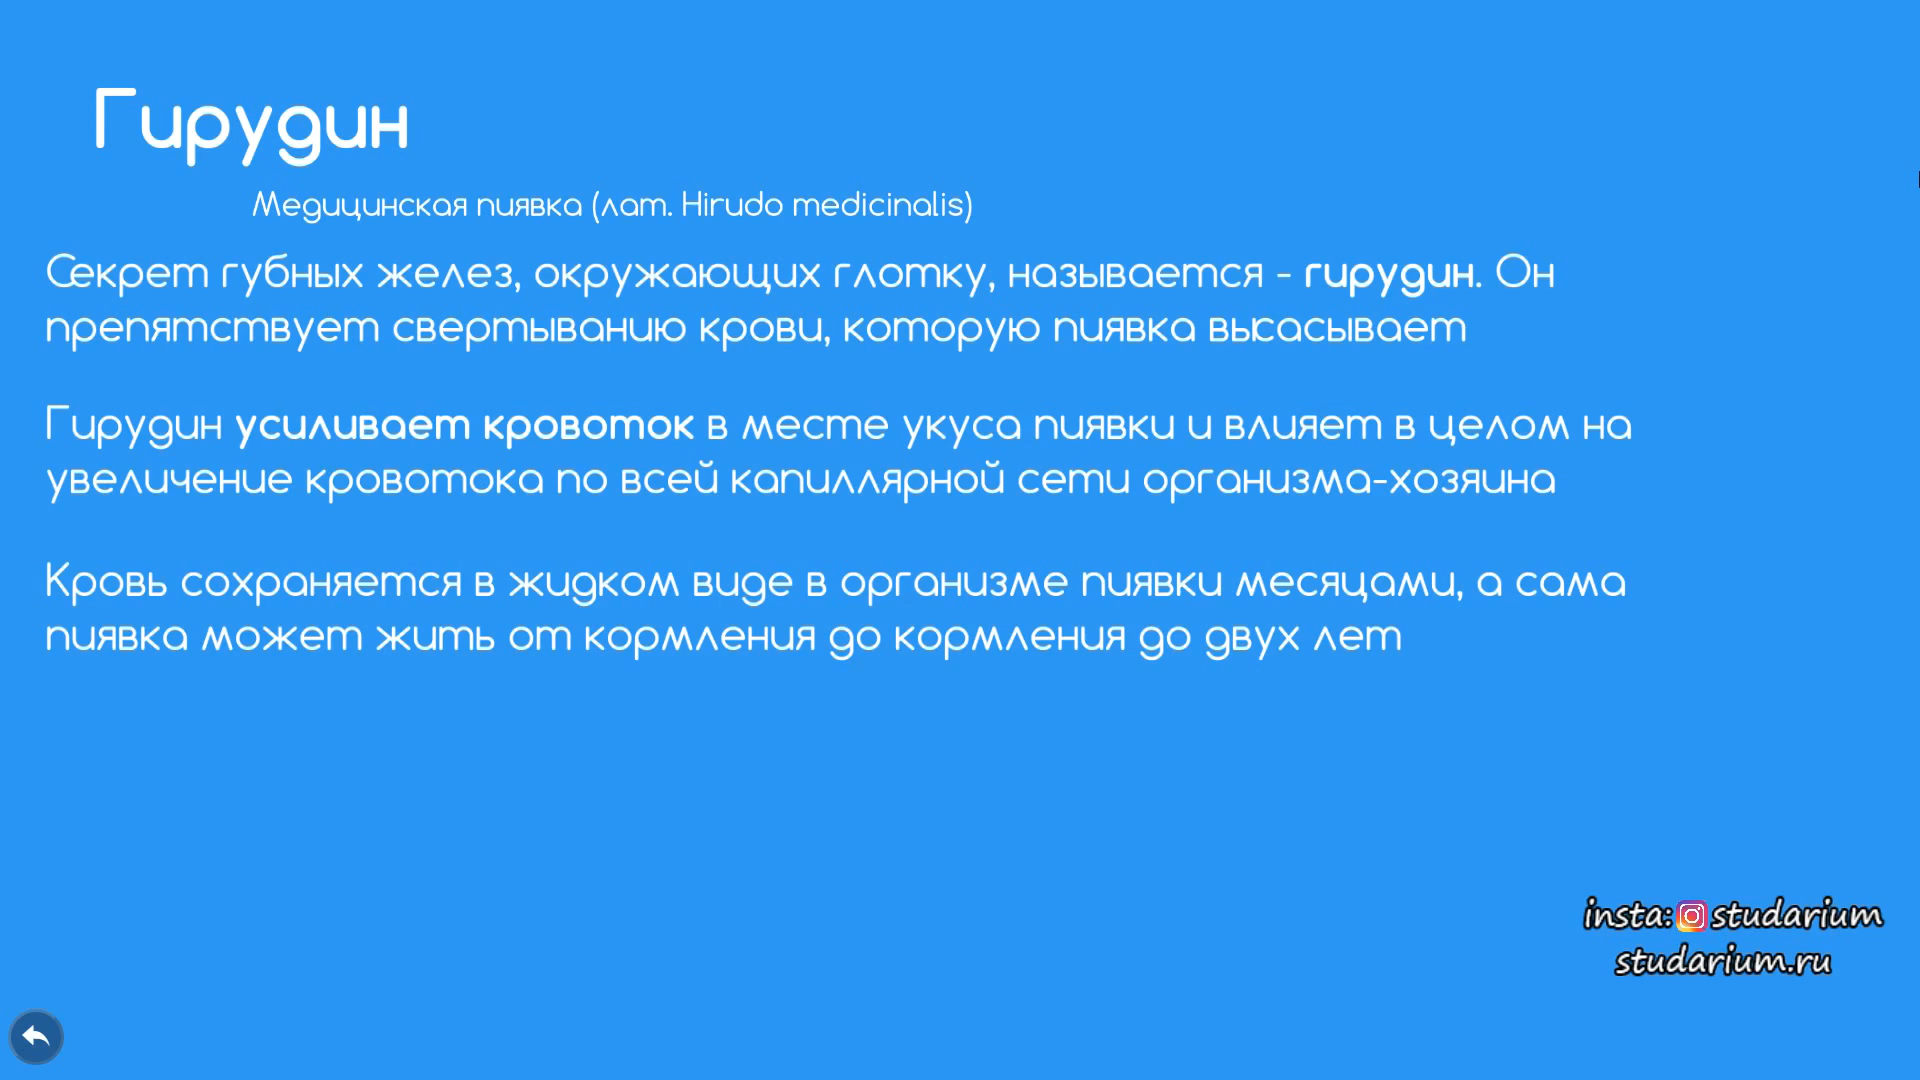 Гирудин
Медицинская пиявка (лат. Hirudo medicinalis)
Секрет губных желез, окружающих глотку, называется - гирудин. Он
препятствует свертыванию крови, которую пиявка высасывает
Гирудин усиливает кровоток в месте укуса пиявки и влияет в целом на
увеличение кровотока по всей капиллярной сети организма-хозяина
Кровь сохраняется в жидком виде в организме пиявки месяцами, а сама
пиявка может жить от кормления до кормления до двух лет
insta: studarium
studarium.ru